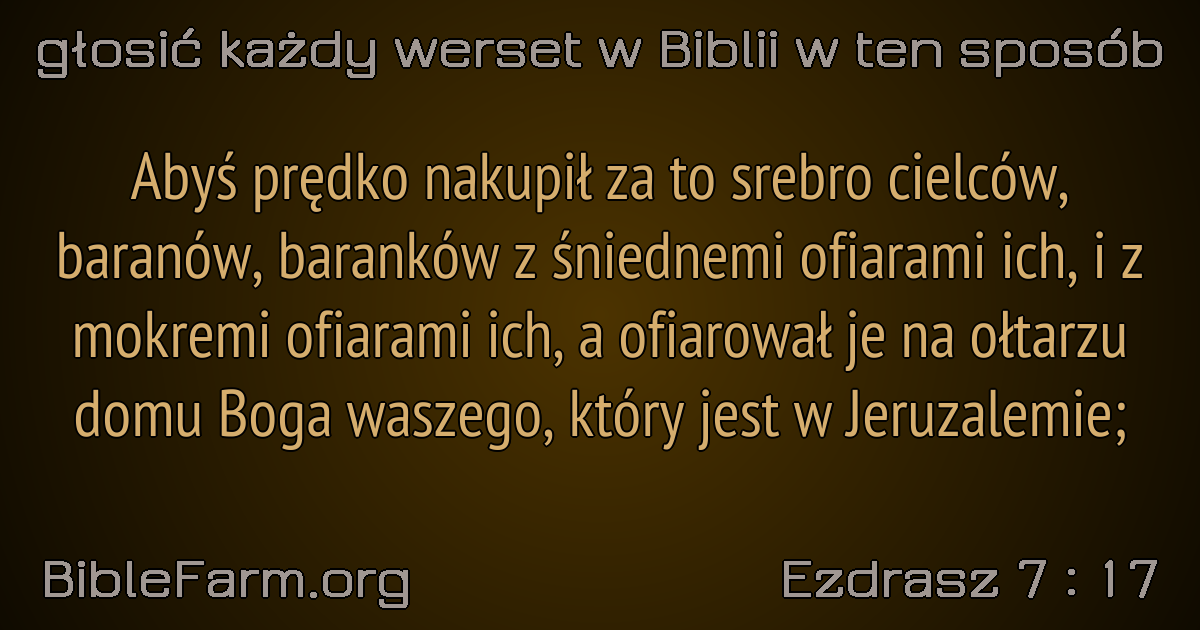 głosić każdy werset w Biblii w ten sposób
Abyś prędko nakupił za to srebro cielców,
baranów, baranków z śniednemi ofiarami ich, i z
mokremi ofiarami ich, a ofiarował je na ołtarzu
domu Boga waszego, który jest w Jeruzalemie;
BibleFarm.org
Ezdrasz 7 : 17